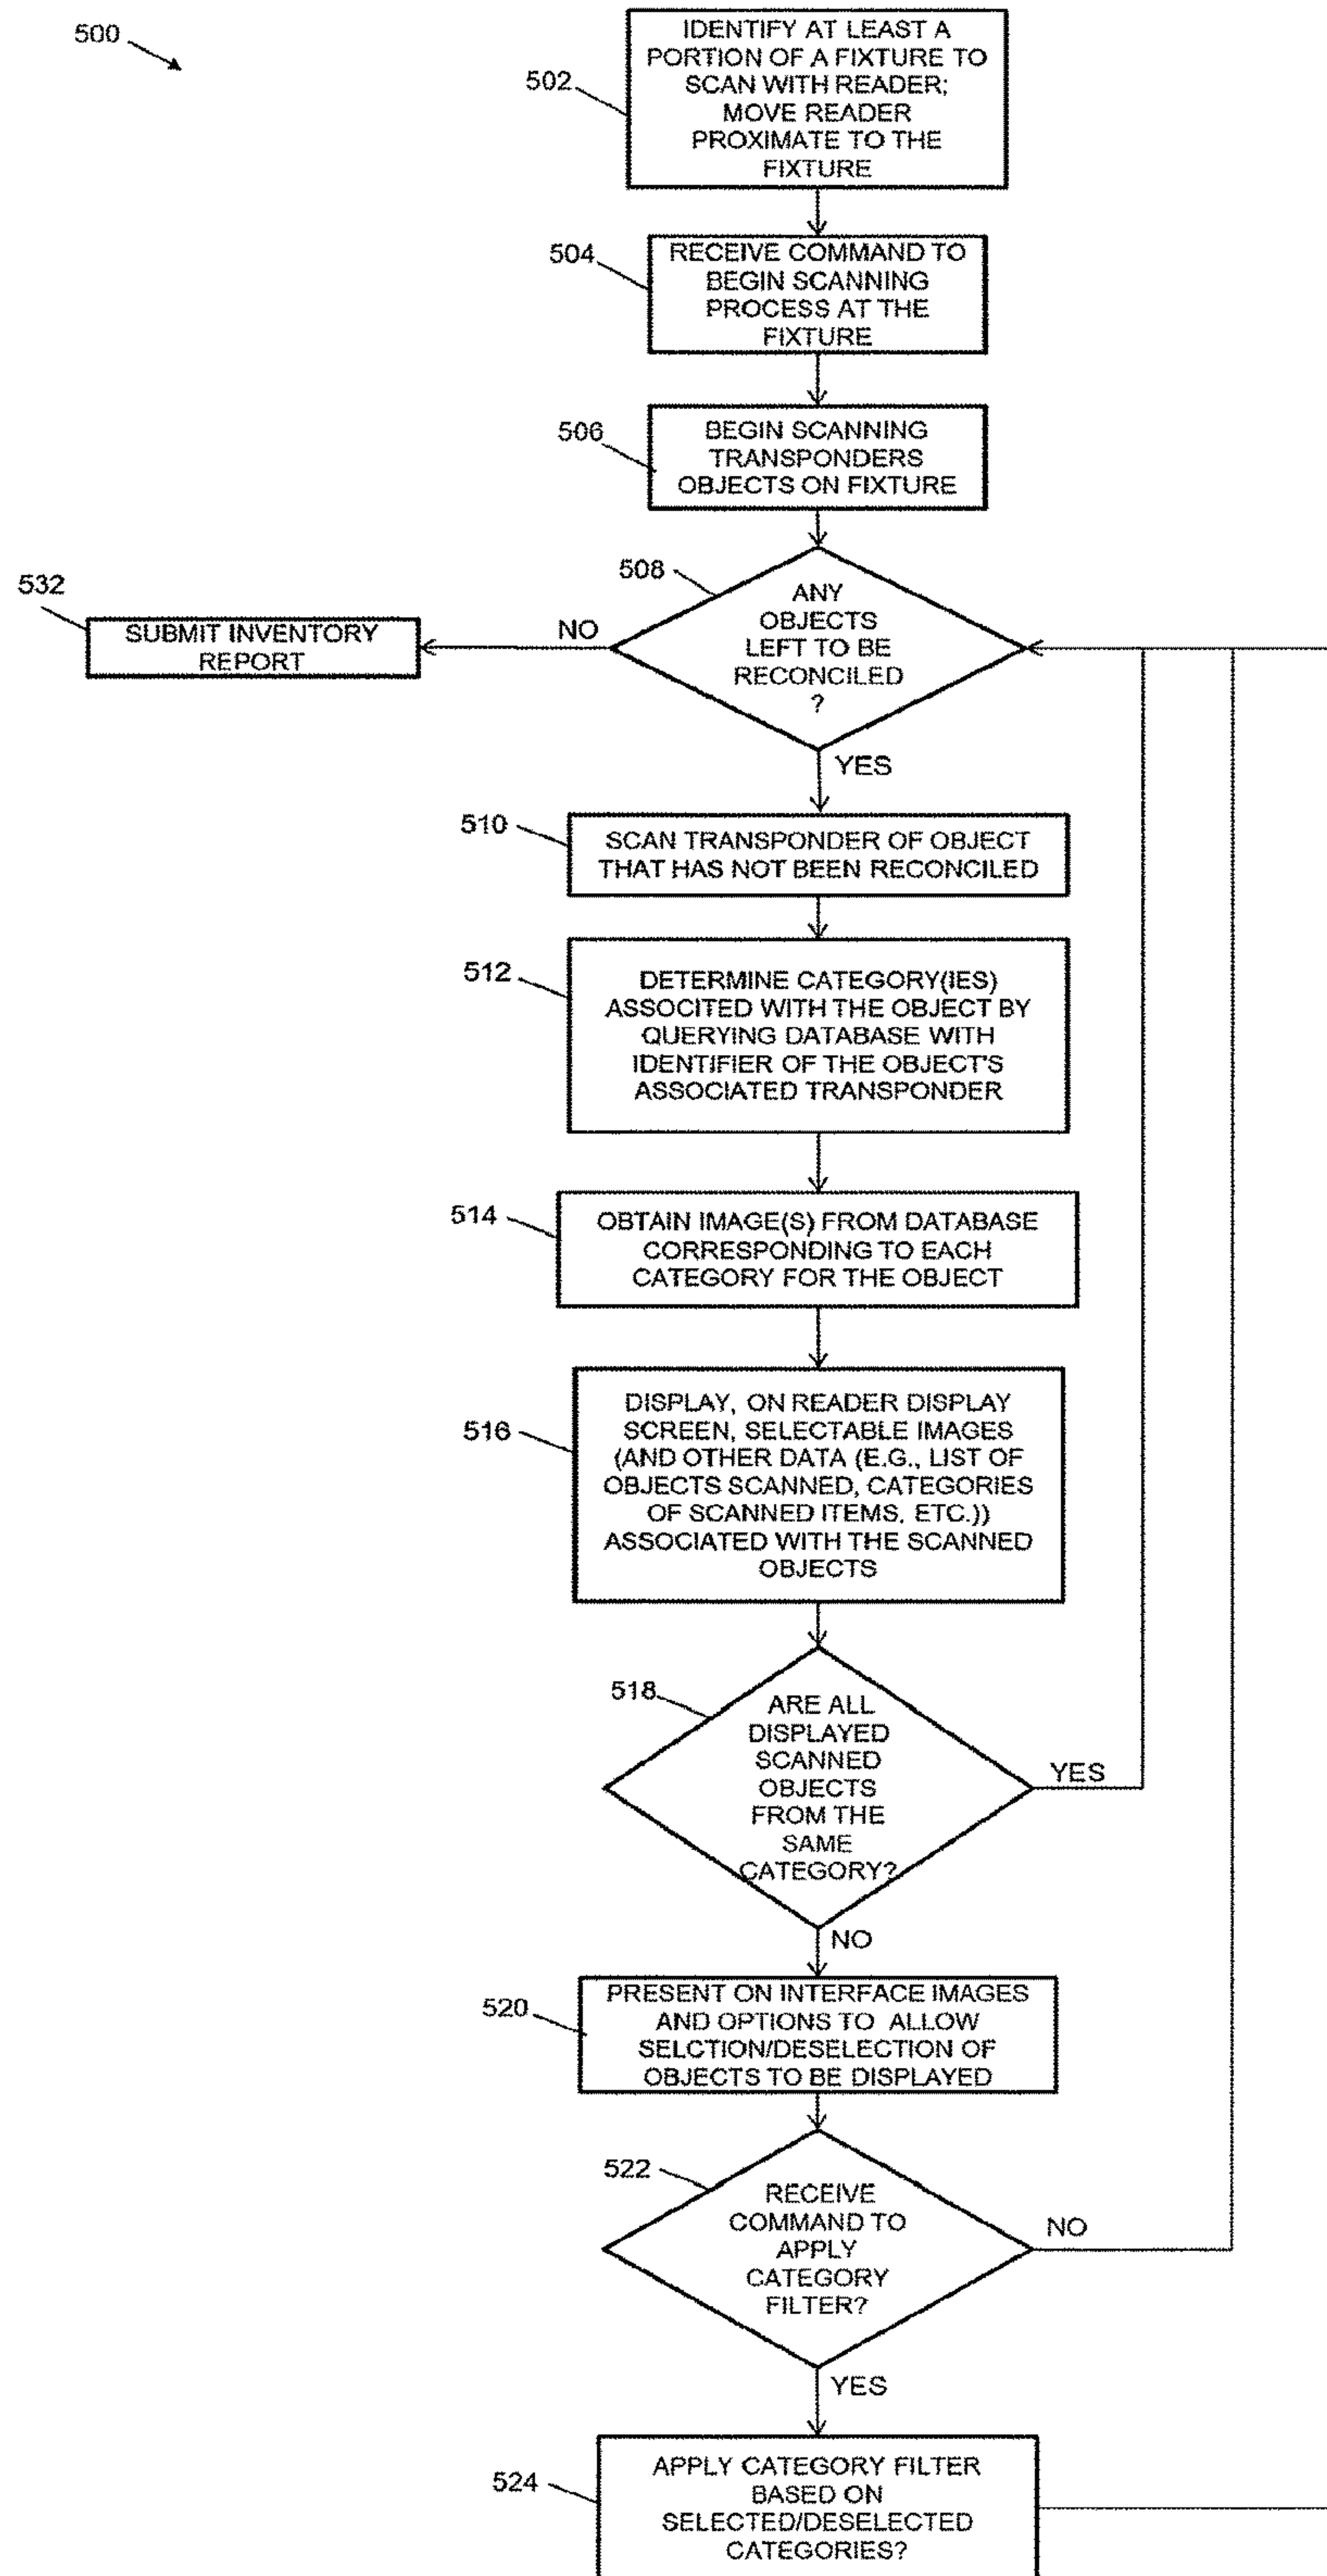 500
502
IDENTIFY AT LEAST A
PORTION OF A FIXTURE TO
SCAN WITH READER;
MOVE READER
PROXIMATE TO THE
FIXTURE
504
RECEIVE COMMAND TO
BEGIN SCANNING
PROCESS AT THE
FIXTURE
506
BEGIN SCANNING
TRANSPONDERS
OBJECTS ON FIXTURE
508
ANY
OBJECTS
LEFT TO BE
RECONCILED
?
NO
532
SUBMIT INVENTORY
REPORT
YES
510
SCAN TRANSPONDER OF OBJECT
THAT HAS NOT BEEN RECONCILED
512
DETERMINE CATEGORY(IES)
ASSOCITED WITH THE OBJECT BY
QUERYING DATABASE WITH
IDENTIFIER OF THE OBJECT'S
ASSOCIATED TRANSPONDER
514
OBTAIN IMAGE(S) FROM DATABASE
CORRESPONDING TO EACH
CATEGORY FOR THE OBJECT
516
DISPLAY, ON READER DISPLAY
SCREEN, SELECTABLE IMAGES
(AND OTHER DATA (E.G., LIST OF
OBJECTS SCANNED, CATEGORIES
OF SCANNED ITEMS, ETC.))
ASSOCIATED WITH THE SCANNED
OBJECTS
518
ARE ALL
DISPLAYED
SCANNED
OBJECTS
FROM THE
SAME
CATEGORY?
YES
NO
520
PRESENT ON INTERFACE IMAGES
AND OPTIONS TO ALLOW
SELCTION/DESELECTION OF
OBJECTS TO BE DISPLAYED
522
RECEIVE
COMMAND TO
APPLY
CATEGORY
FILTER?
NO
YES
524
APPLY CATEGORY FILTER
BASED ON
SELECTED/DESELECTED
CATEGORIES?